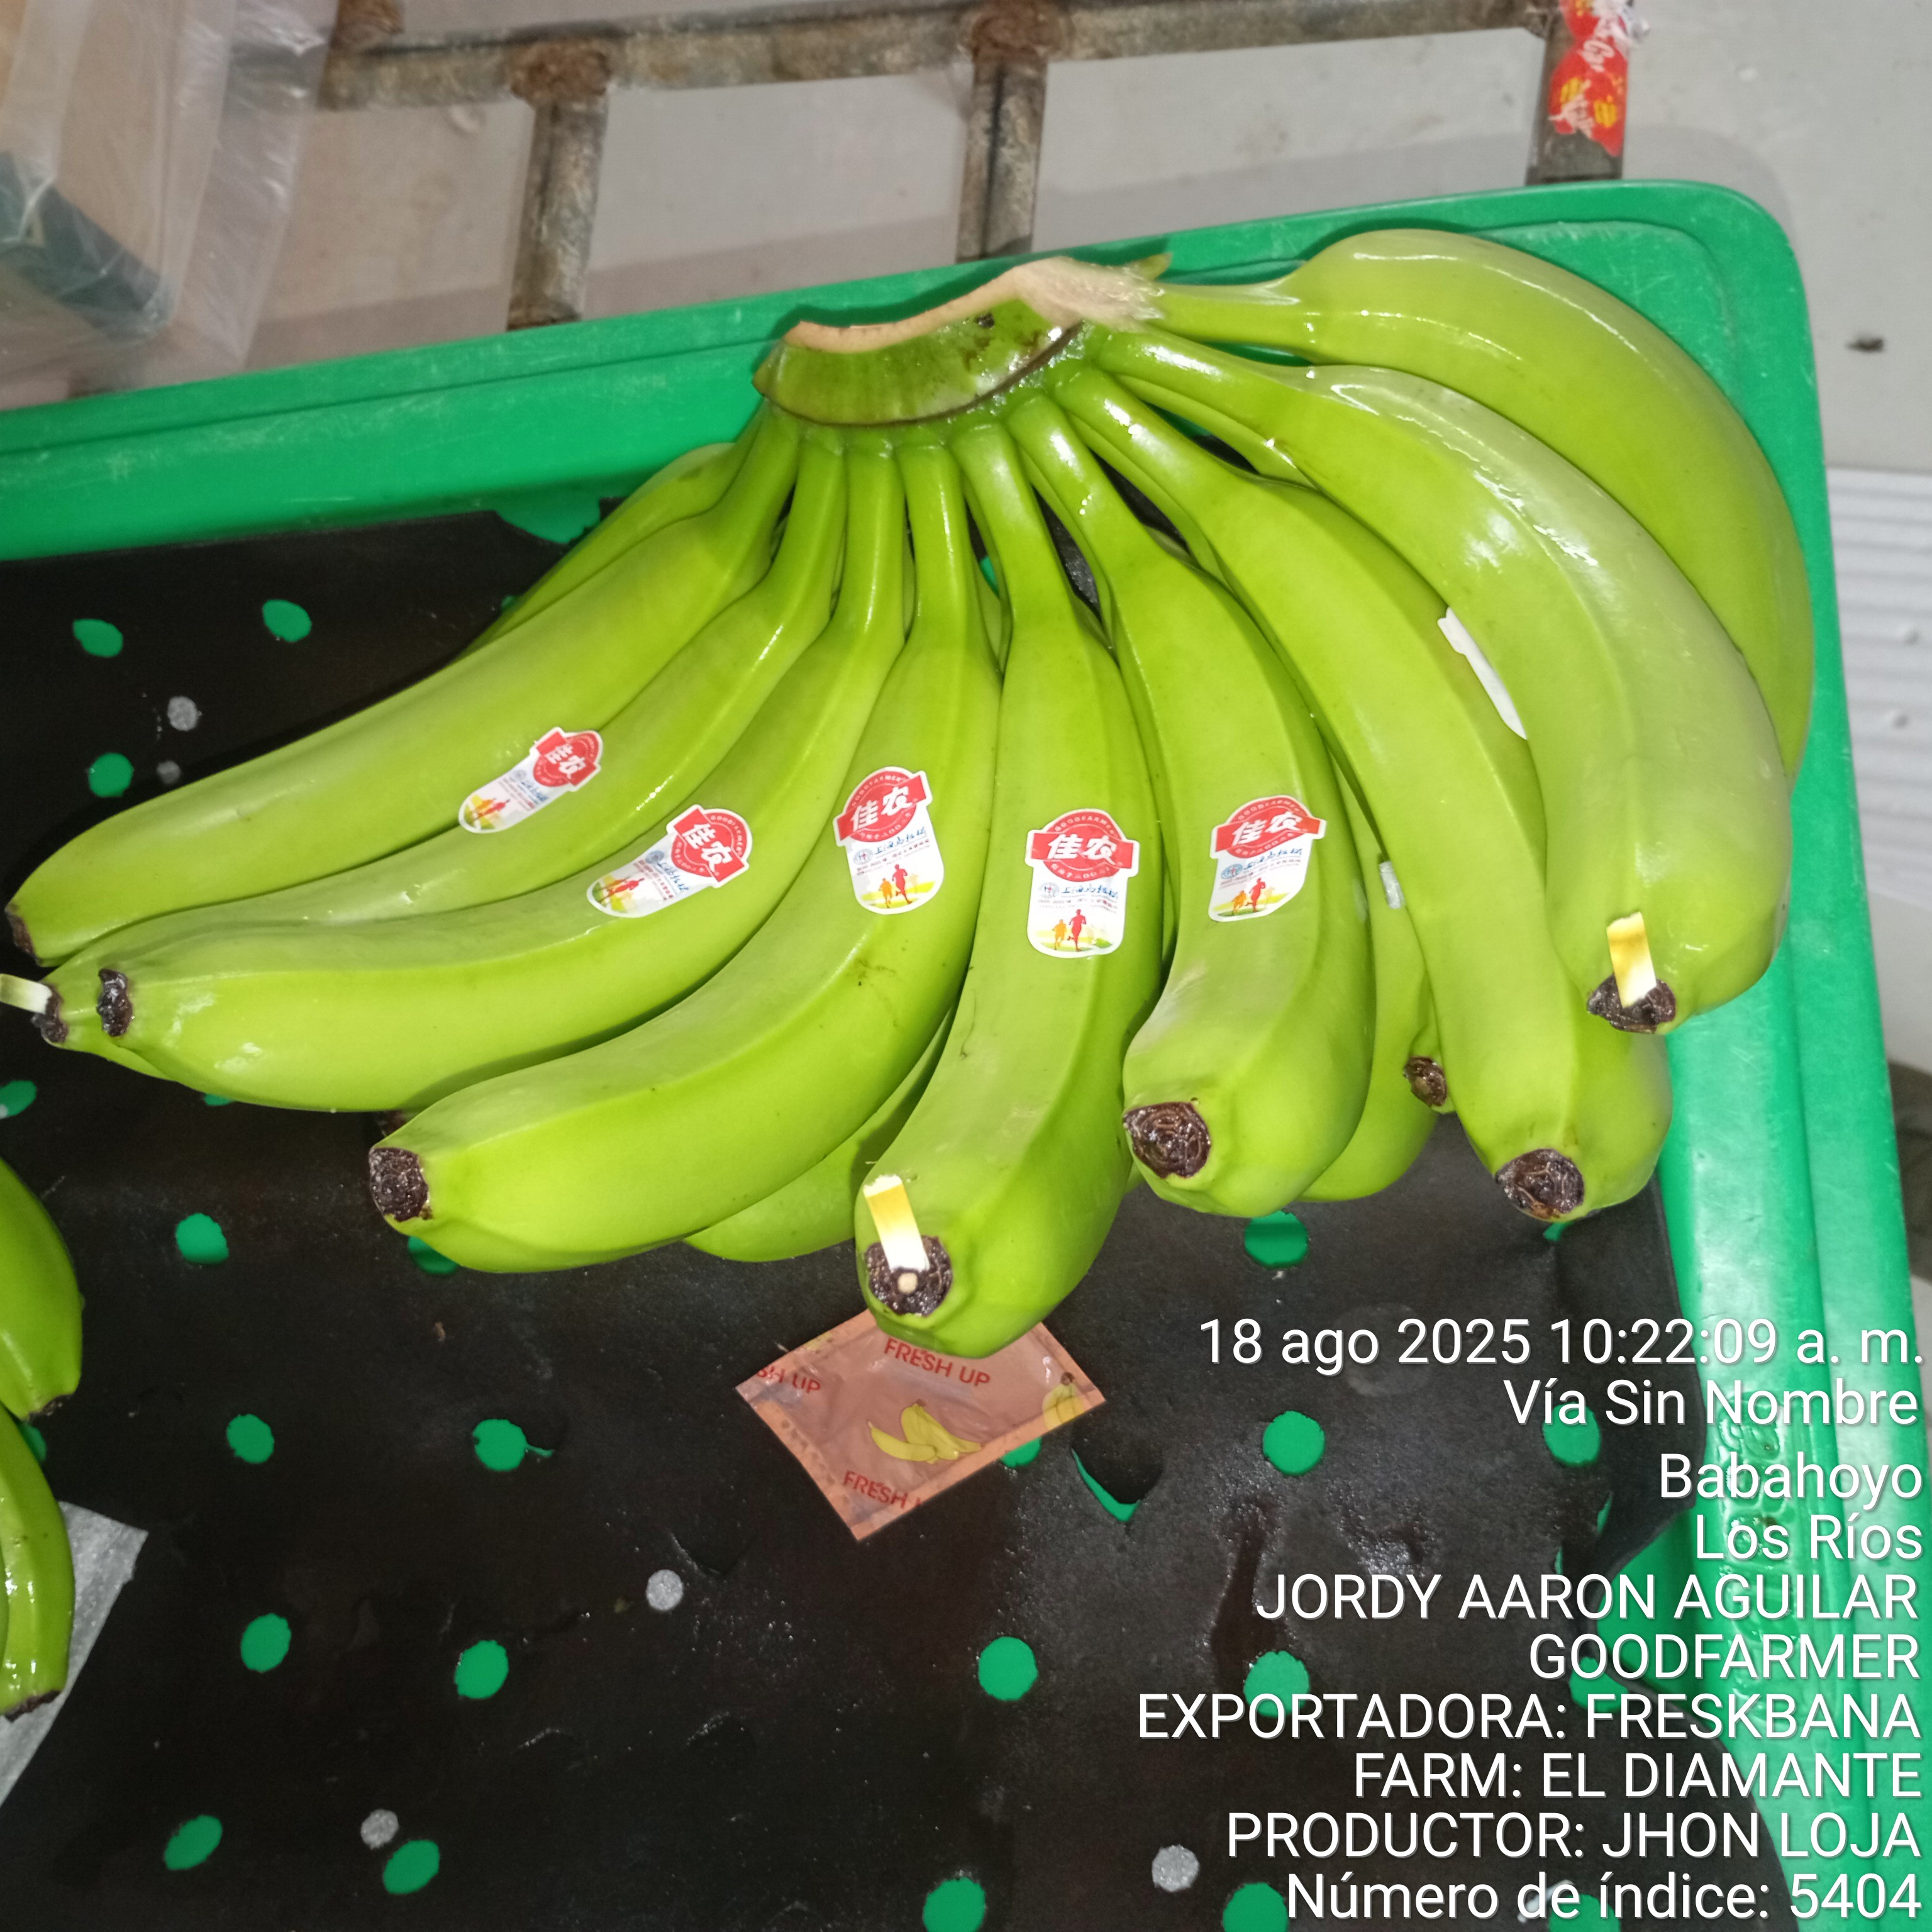 佳农
佳农
佳农
佳农
佳农
FRESH UP
SH UP
FRESH
18 ago 2025 10:22:09 a. m.
Vía Sin Nombre
Babahoyo
Los Ríos
JORDY AARON AGUILAR
GOODFARMER
EXPORTADORA: FRESKBANA
FARM: EL DIAMANTE
PRODUCTOR: JHON LOJA
Número de índice: 5404